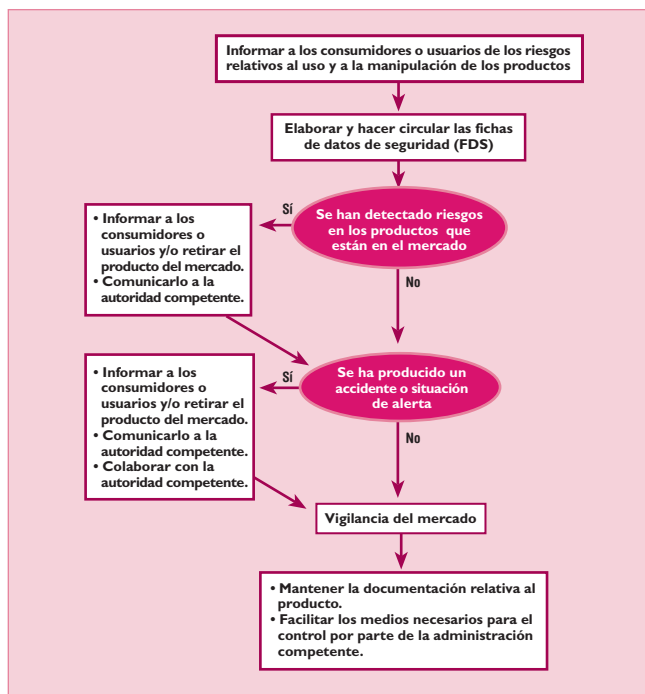 Informar a los consumidores o usuarios de los riesgos
relativos al uso y a la manipulación de los productos
Elaborar y hacer circular las fichas
de datos de seguridad (FDS)
Se han detectado riesgos
en los productos que
están en el mercado
Sí
• Informar a los
consumidores o
usuarios y/o retirar el
producto del mercado.
• Comunicarlo a la
autoridad competente.
No
Se ha producido un
accidente o situación
de alerta
Sí
• Informar a los
consumidores o
usuarios y/o retirar el
producto del mercado.
• Comunicarlo a la
autoridad competente.
• Colaborar con la
autoridad competente.
No
Vigilancia del mercado
• Mantener la documentación relativa al
producto.
• Facilitar los medios necesarios para el
control por parte de la administración
competente.